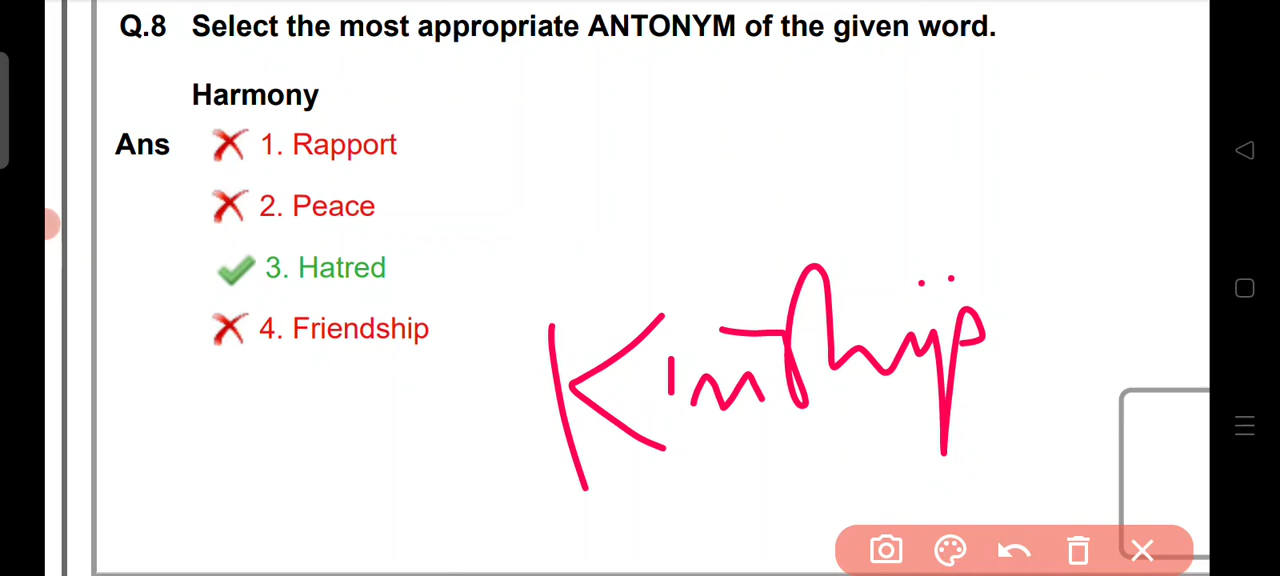 Q.8 Select the most appropriate ANTONYM of the given word.
Harmony
Ans 1. Rapport
2. Peace
3. Hatred
4. Friendship